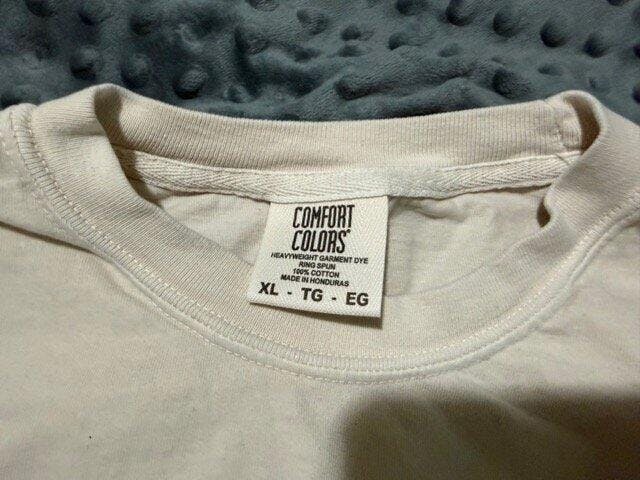 COMFORT
COLORS®
HEAVYWEIGHT GARMENT DYE
RING SPUN
100% COTTON
MADE IN HONDURAS
XL - TG - EG